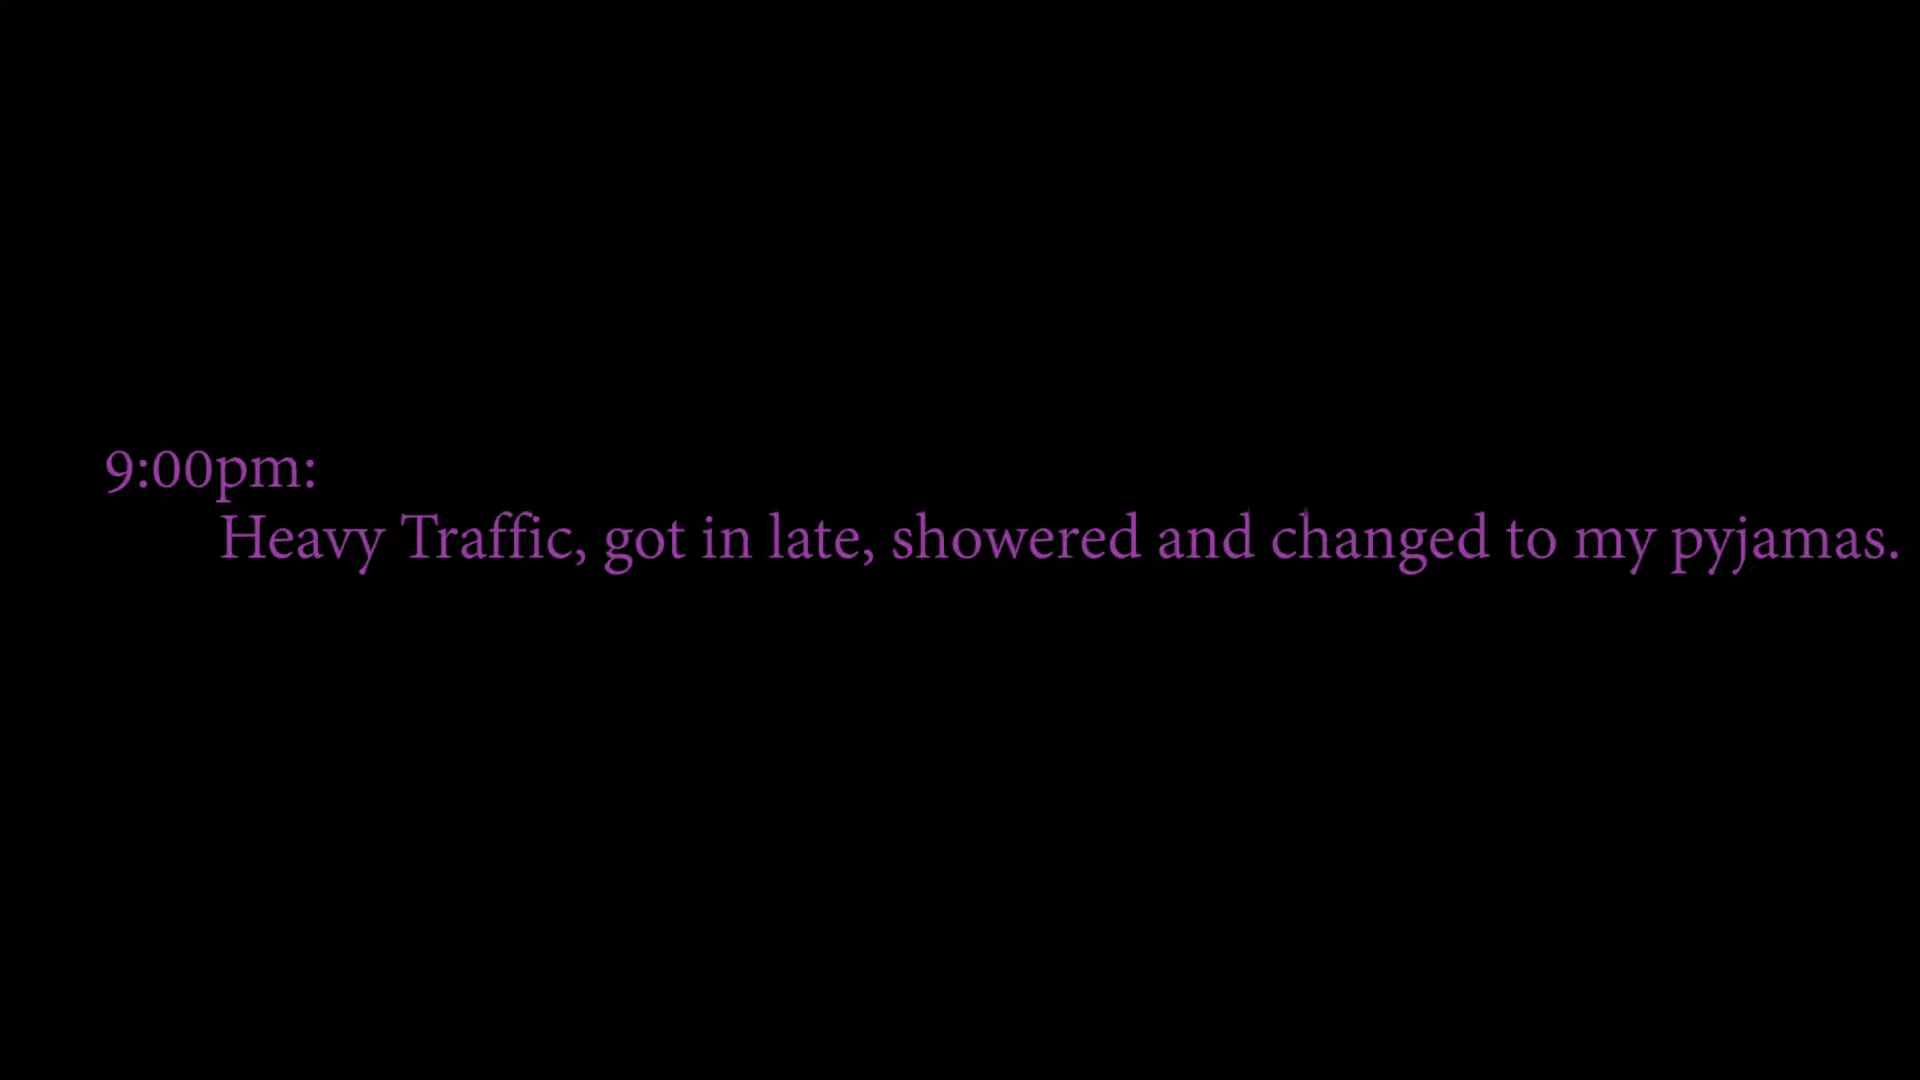 9:00pm:
Heavy Traffic, got in late, showered and changed to my pyjamas.